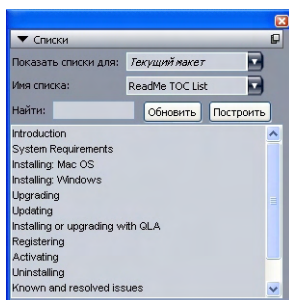 Списки
Показать списки для: Текущий макет
Имя списка: ReadMe TOC List
Найти: Обновить Построить
Introduction
System Requirements
Installing: Mac OS
Installing: Windows
Upgrading
Updating
Installing or upgrading with QLA
Registering
Activating
Uninstalling
Known and resolved issues